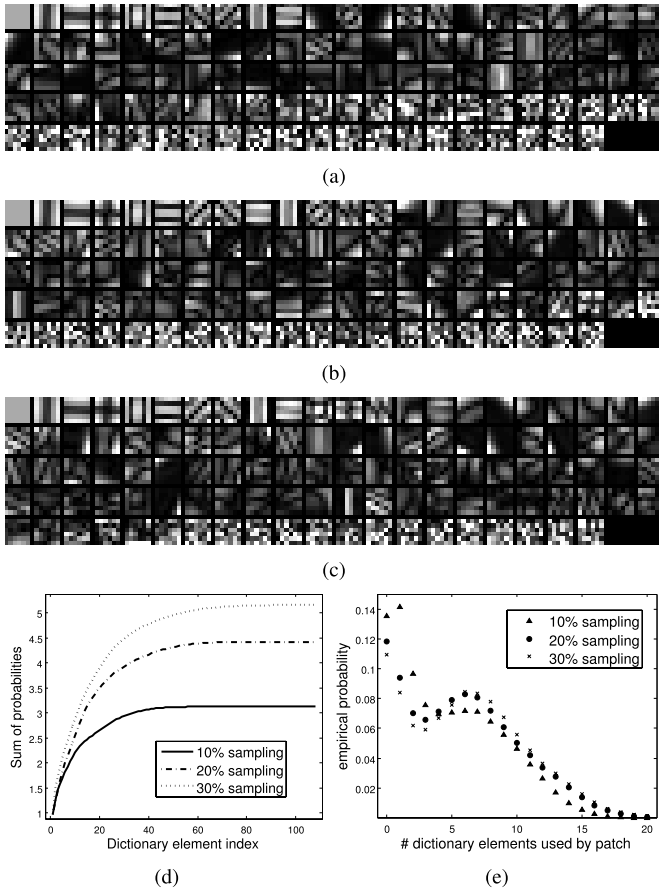 (a)
(b)
(c)
5
4.5
4
3.5
3
2.5
2
1.5
1
0
20
40
60
80
100
Sum of probabilities
Dictionary element index
10% sampling
20% sampling
30% sampling
(d)
0.14
0.12
0.1
0.08
0.06
0.04
0.02
0
5
10
15
20
empirical probability
# dictionary elements used by patch
10% sampling
20% sampling
30% sampling
(e)